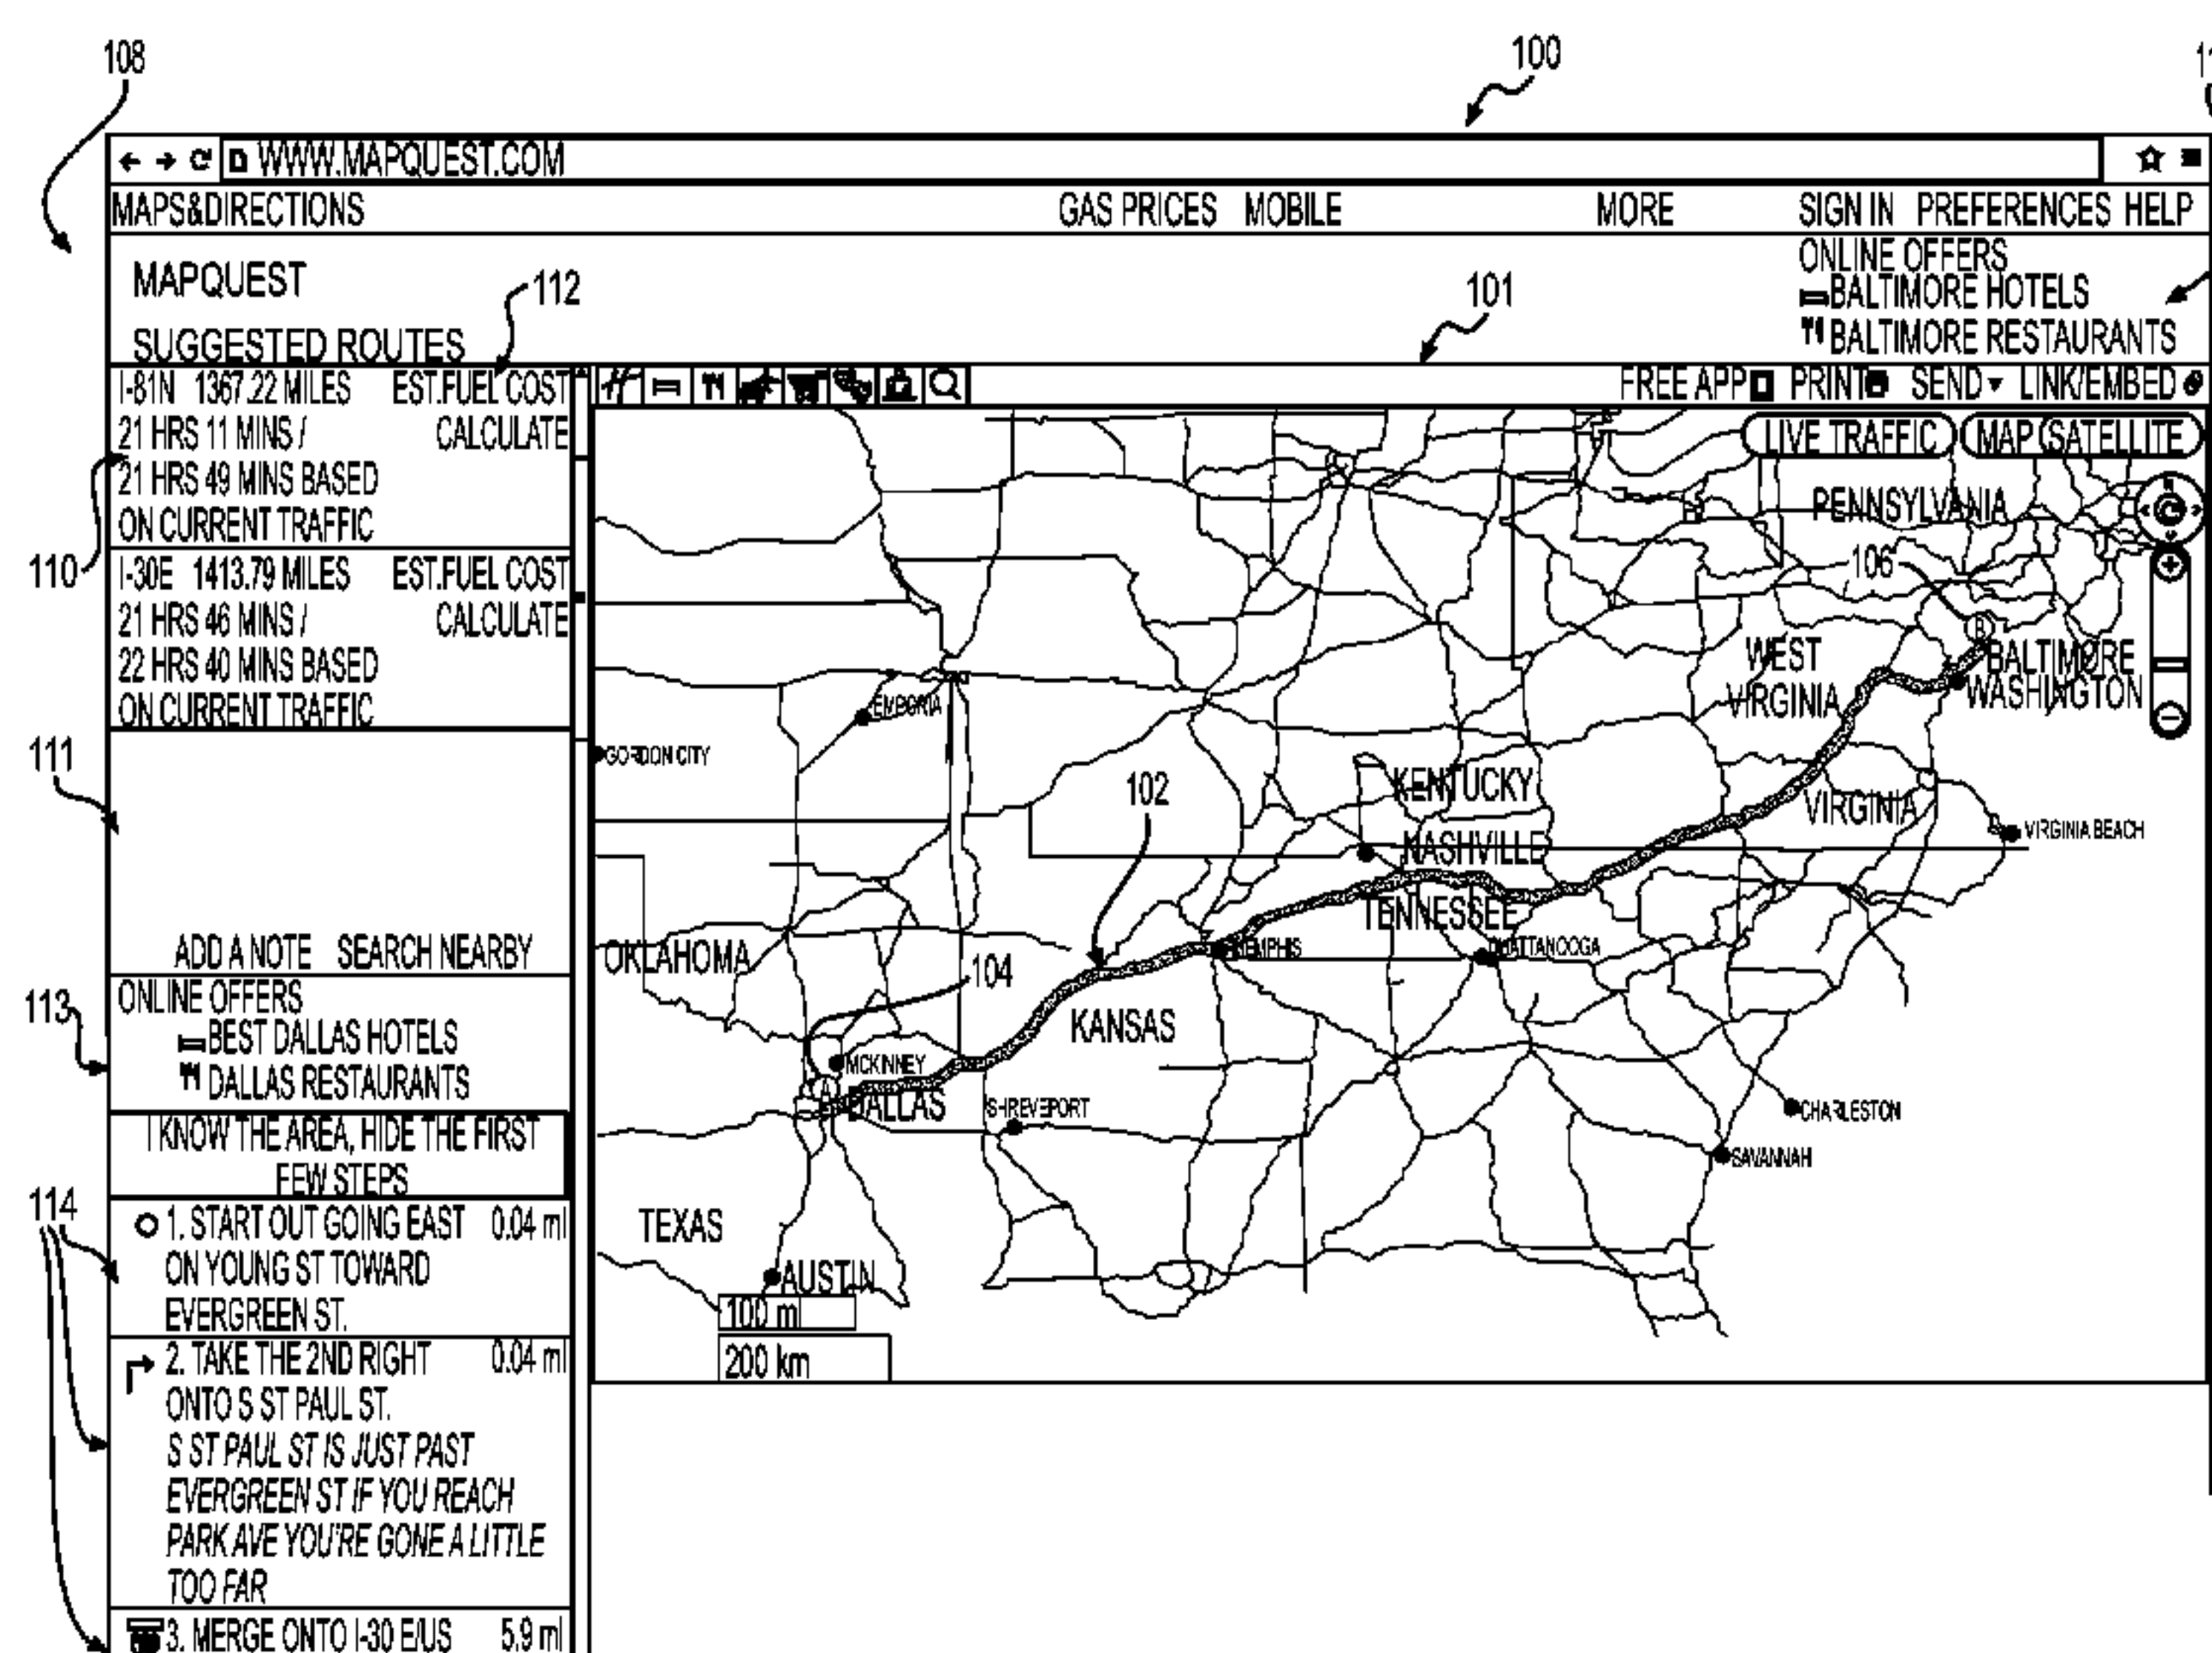 108
100
WWW.MAPQUEST.COM
MAPS&DIRECTIONS GAS PRICES MOBILE MORE SIGN IN PREFERENCES HELP
MAPQUEST
SUGGESTED ROUTES
112
101
ONLINE OFFERS
BALTIMORE HOTELS
BALTIMORE RESTAURANTS
I-81N 1367.22 MILES EST.FUEL COST
21 HRS 11 MINS / CALCULATE
21 HRS 49 MINS BASED
ON CURRENT TRAFFIC
110
I-30E 1413.79 MILES EST.FUEL COST
21 HRS 46 MINS / CALCULATE
22 HRS 40 MINS BASED
ON CURRENT TRAFFIC
111
ADD A NOTE SEARCH NEARBY
113
ONLINE OFFERS
BEST DALLAS HOTELS
DALLAS RESTAURANTS
I KNOW THE AREA, HIDE THE FIRST
FEW STEPS
114
1. START OUT GOING EAST 0.04 mI
ON YOUNG ST TOWARD
EVERGREEN ST.
2. TAKE THE 2ND RIGHT 0.04 mI
ONTO S ST PAUL ST.
S ST PAUL ST IS JUST PAST
EVERGREEN ST IF YOU REACH
PARK AVE YOU'RE GONE A LITTLE
TOO FAR
3. MERGE ONTO I-30 E/US 5.9 mI
FREE APP PRINT SEND LINK/EMBED
LIVE TRAFFIC MAP SATELLITE
PENNSYLVANIA
106
B
WEST
VIRGINIA
BALTIMORE
WASHINGTON
EMPORIA
GORDON CITY
102
KENTUCKY
VIRGINIA
VIRGINIA BEACH
NASHVILLE
TENNESSEE
OKLAHOMA
MEMPHIS
CHATTANOOGA
104
KANSAS
MCKINNEY
A
DALLAS
SHREVEPORT
CHARLESTON
SAVANNAH
TEXAS
AUSTIN
100 mI
200 km